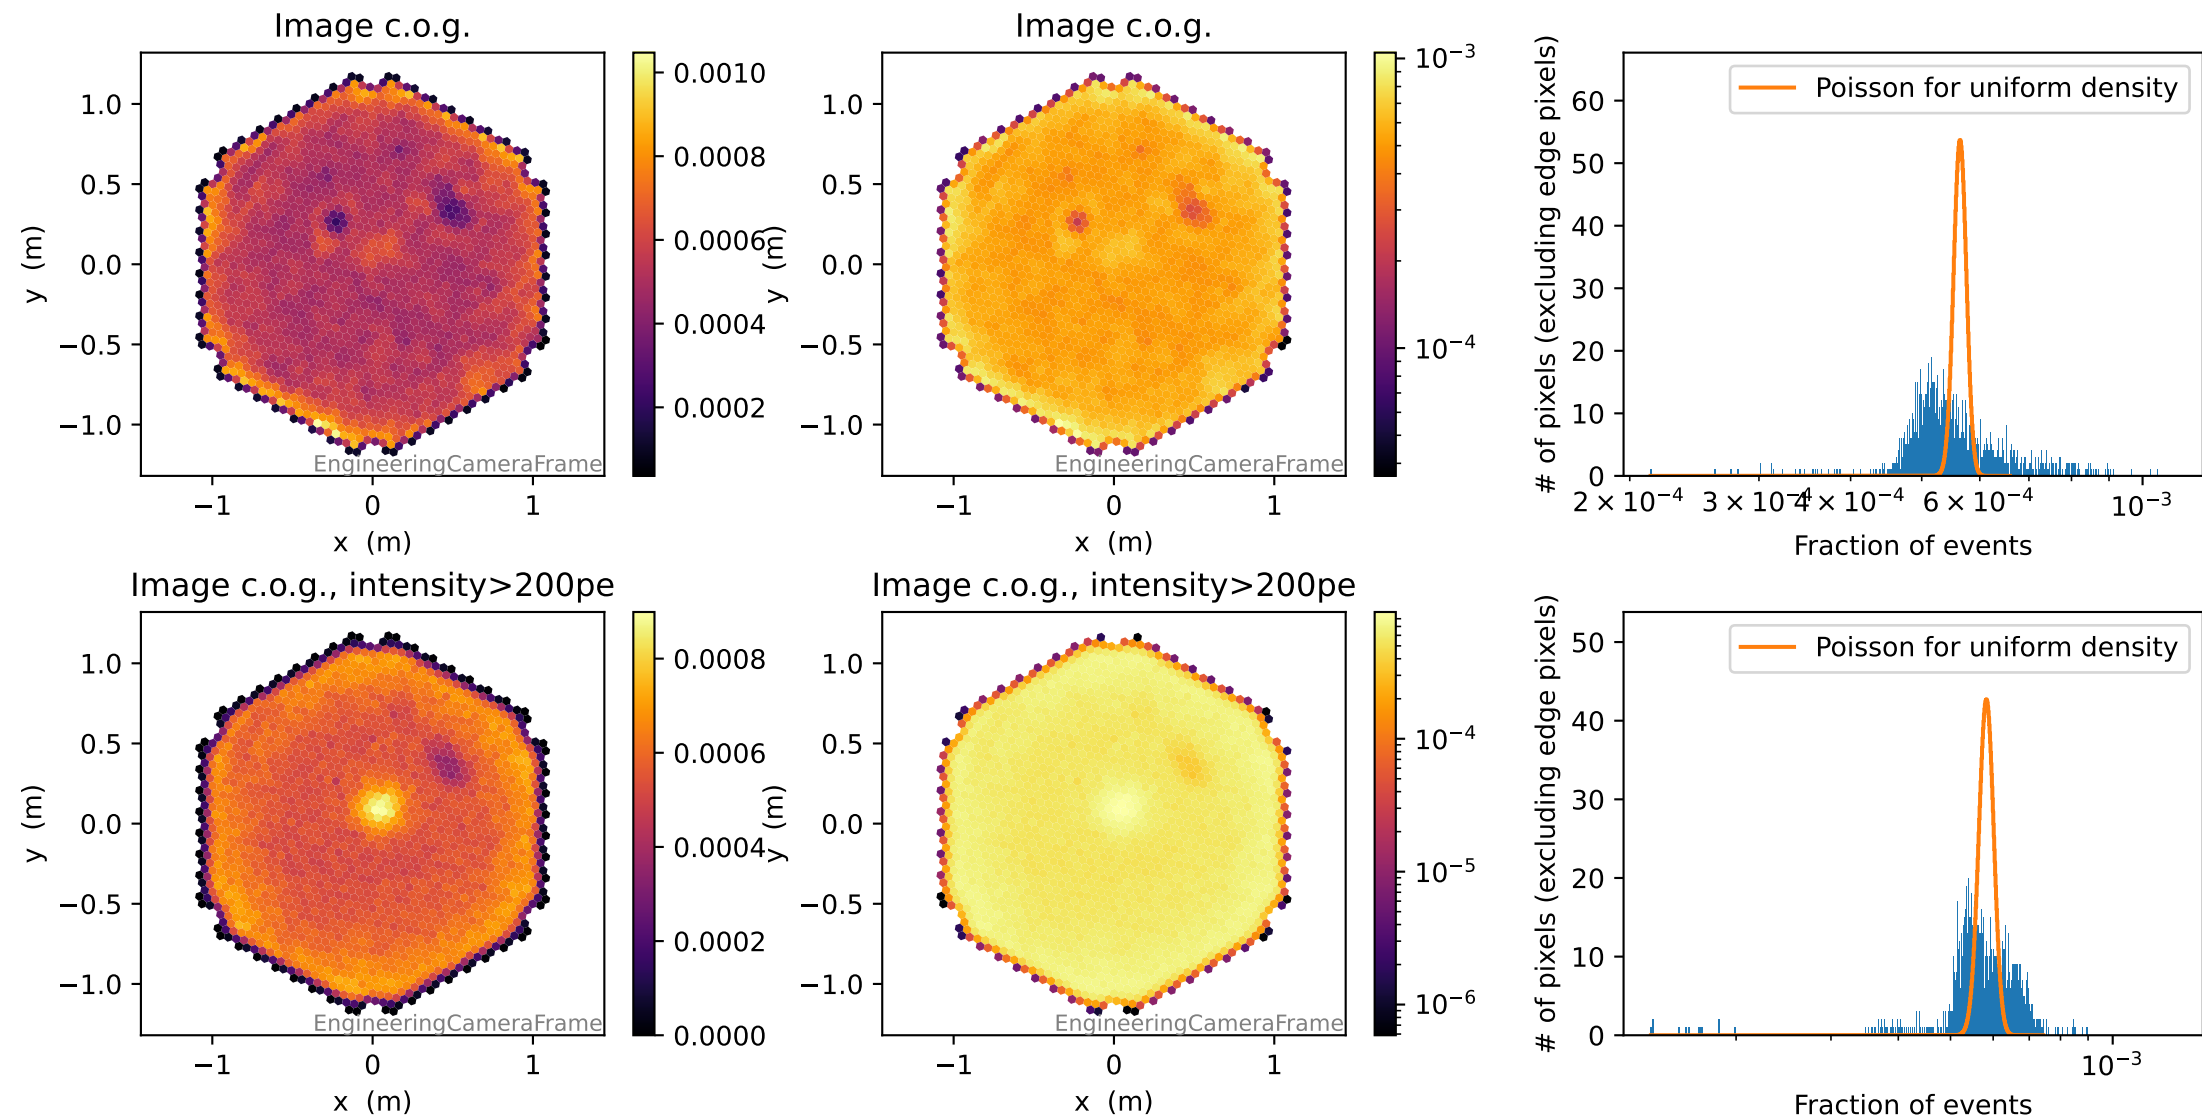 Image c.o.g.
1.0
0.5
0.0
−0.5
−1.0
y (m)
−1
0
1
x (m)
EngineeringCameraFrame
0.0010
0.0008
0.0006
0.0004
0.0002
Image c.o.g.
1.0
0.5
0.0
−0.5
−1.0
y (m)
−1
0
1
x (m)
EngineeringCameraFrame
10⁻³
10⁻⁴
Poisson for uniform density
60
50
40
30
20
10
0
# of pixels (excluding edge pixels)
2 × 10⁻⁴
3 × 10⁻⁴
4 × 10⁻⁴
6 × 10⁻⁴
10⁻³
Fraction of events
Image c.o.g., intensity>200pe
1.0
0.5
0.0
−0.5
−1.0
y (m)
−1
0
1
x (m)
EngineeringCameraFrame
0.0008
0.0006
0.0004
0.0002
0.0000
Image c.o.g., intensity>200pe
1.0
0.5
0.0
−0.5
−1.0
y (m)
−1
0
1
x (m)
EngineeringCameraFrame
10⁻⁴
10⁻⁵
10⁻⁶
Poisson for uniform density
50
40
30
20
10
0
# of pixels (excluding edge pixels)
10⁻³
Fraction of events